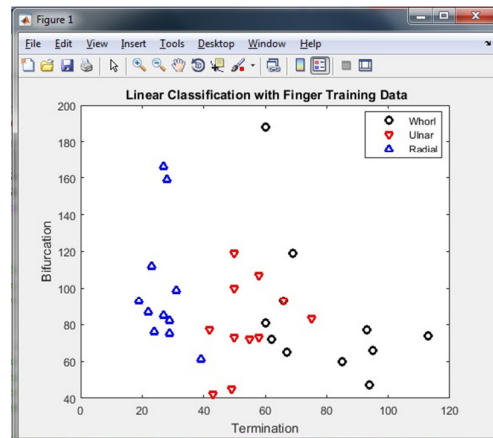 Figure 1
File Edit View Insert Tools Desktop Window Help
Linear Classification with Finger Training Data
Whorl
Ulnar
Radial
200
180
160
140
120
100
80
60
40
Bifurcation
0 20 40 60 80 100 120
Termination